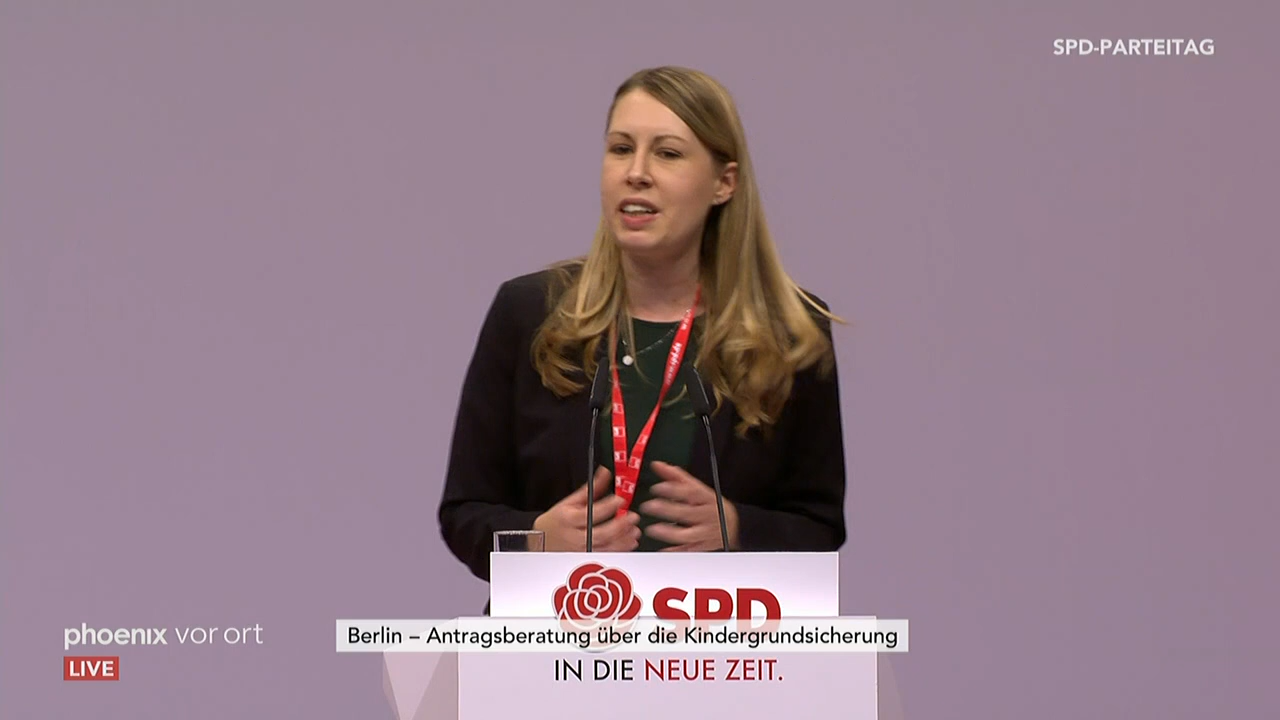 SPD-PARTEITAG
SPD
phoenix vor ort
Berlin – Antragsberatung über die Kindergrundsicherung
LIVE
IN DIE NEUE ZEIT.